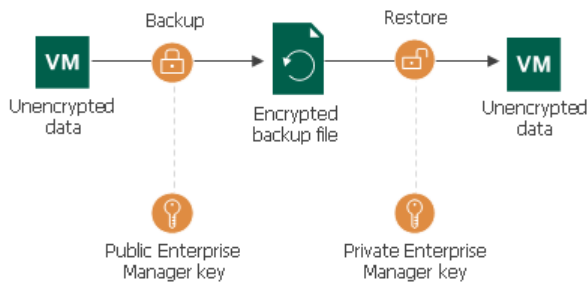 Backup
Restore
VM
VM
Unencrypted
data
Encrypted
backup file
Unencrypted
data
Public Enterprise
Manager key
Private Enterprise
Manager key